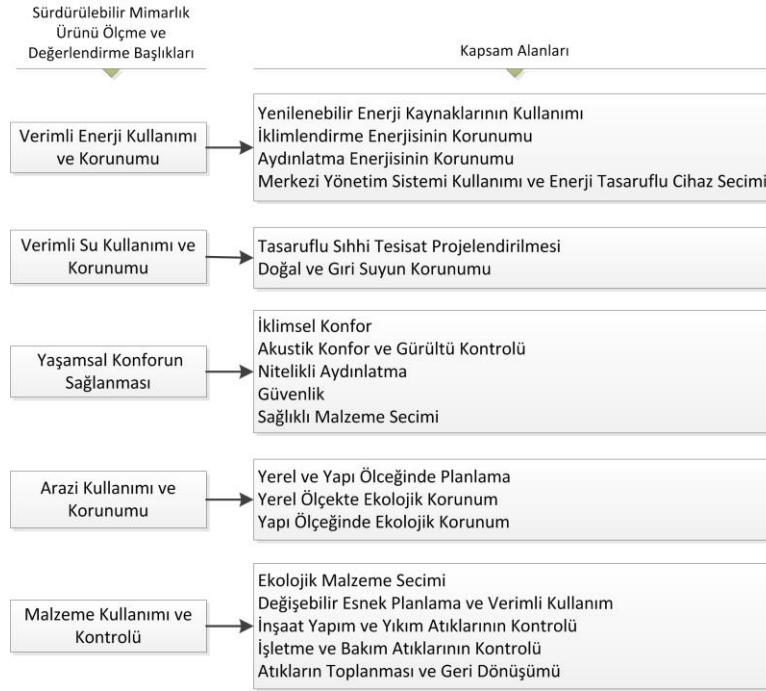 Sürdürülebilir Mimarlık
Ürünü Ölçme ve
Değerlendirme Başlıkları
Kapsam Alanları
Verimli Enerji Kullanımı
ve Korunumu
Yenilenebilir Enerji Kaynaklarının Kullanımı
İklimlendirme Enerjisinin Korunumu
Aydınlatma Enerjisinin Korunumu
Merkezi Yönetim Sistemi Kullanımı ve Enerji Tasaruflu Cihaz Secimi
Verimli Su Kullanımı ve
Korunumu
Tasaruflu Sıhhi Tesisat Projelendirilmesi
Doğal ve Gıri Suyun Korunumu
Yaşamsal Konforun
Sağlanması
İklimsel Konfor
Akustik Konfor ve Gürültü Kontrolü
Nitelikli Aydınlatma
Güvenlik
Sağlıklı Malzeme Secimi
Arazi Kullanımı ve
Korunumu
Yerel ve Yapı Ölceğinde Planlama
Yerel Ölçekte Ekolojik Korunum
Yapı Ölçeğinde Ekolojik Korunum
Malzeme Kullanımı ve
Kontrolü
Ekolojik Malzeme Secimi
Değişebilir Esnek Planlama ve Verimli Kullanım
İnşaat Yapım ve Yıkım Atıklarının Kontrolü
İşletme ve Bakım Atıklarının Kontrolü
Atıkların Toplanması ve Geri Dönüşümü